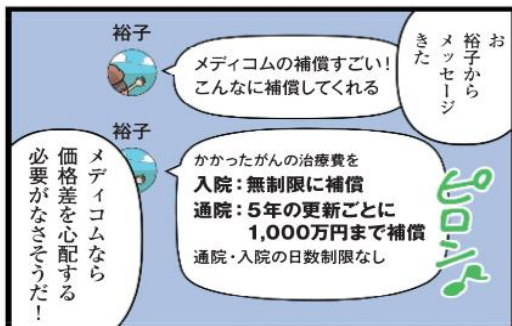 お
裕子から
メッセージ
きた
裕子
メディコムの補償すごい！
こんなに補償してくれる
ピロン♪
裕子
かかったがんの治療費を
入院：無制限に補償
通院：5年の更新ごとに
1,000万円まで補償
通院・入院の日数制限なし
メディコムなら
価格差を心配する
必要がなさそうだ！